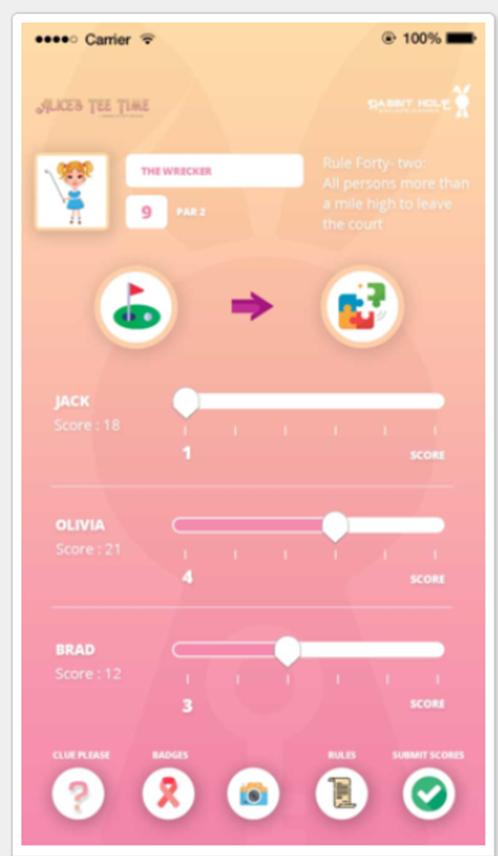 Carrier
100%
ALICE'S TEE TIME
RABBIT HOLE
THE WRECKER
9 PAR 2
Rule Forty- two:
All persons more than
a mile high to leave
the court
JACK
Score : 18
1 SCORE
OLIVIA
Score : 21
4 SCORE
BRAD
Score : 12
3 SCORE
CLUE PLEASE BADGES RULES SUBMIT SCORES
?